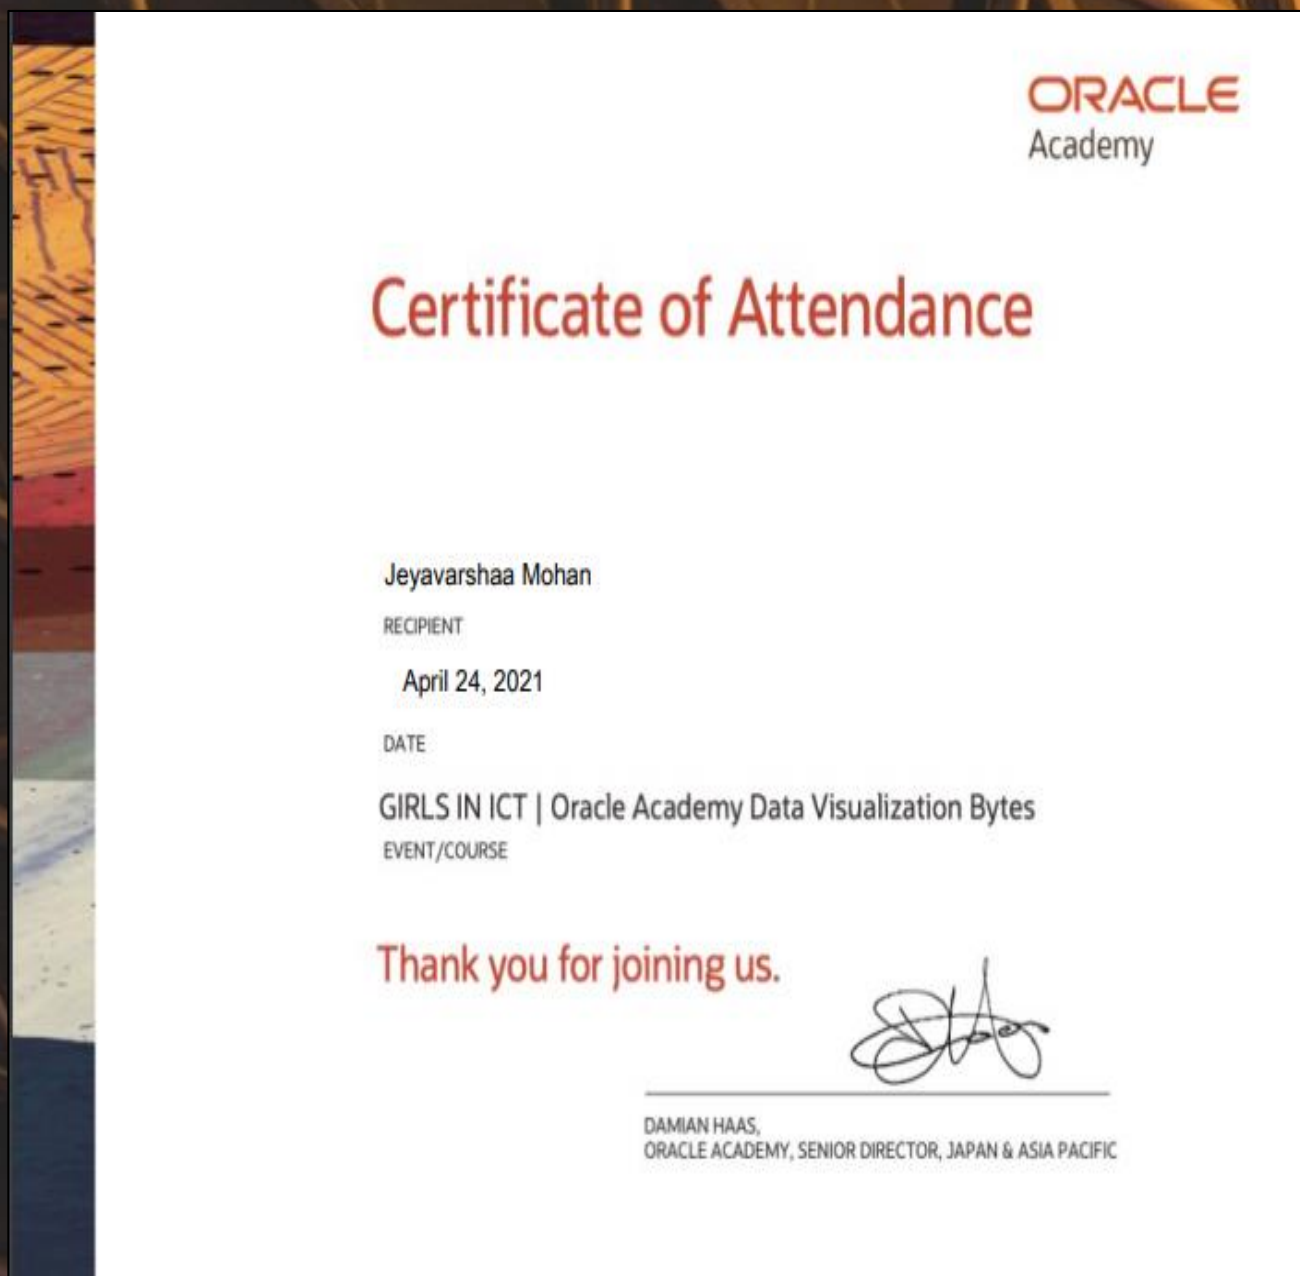 ORACLE
Academy
Certificate of Attendance
Jeyavarshaa Mohan
RECIPIENT
April 24, 2021
DATE
GIRLS IN ICT | Oracle Academy Data Visualization Bytes
EVENT/COURSE
Thank you for joining us.
DAMIAN HAAS,
ORACLE ACADEMY, SENIOR DIRECTOR, JAPAN & ASIA PACIFIC